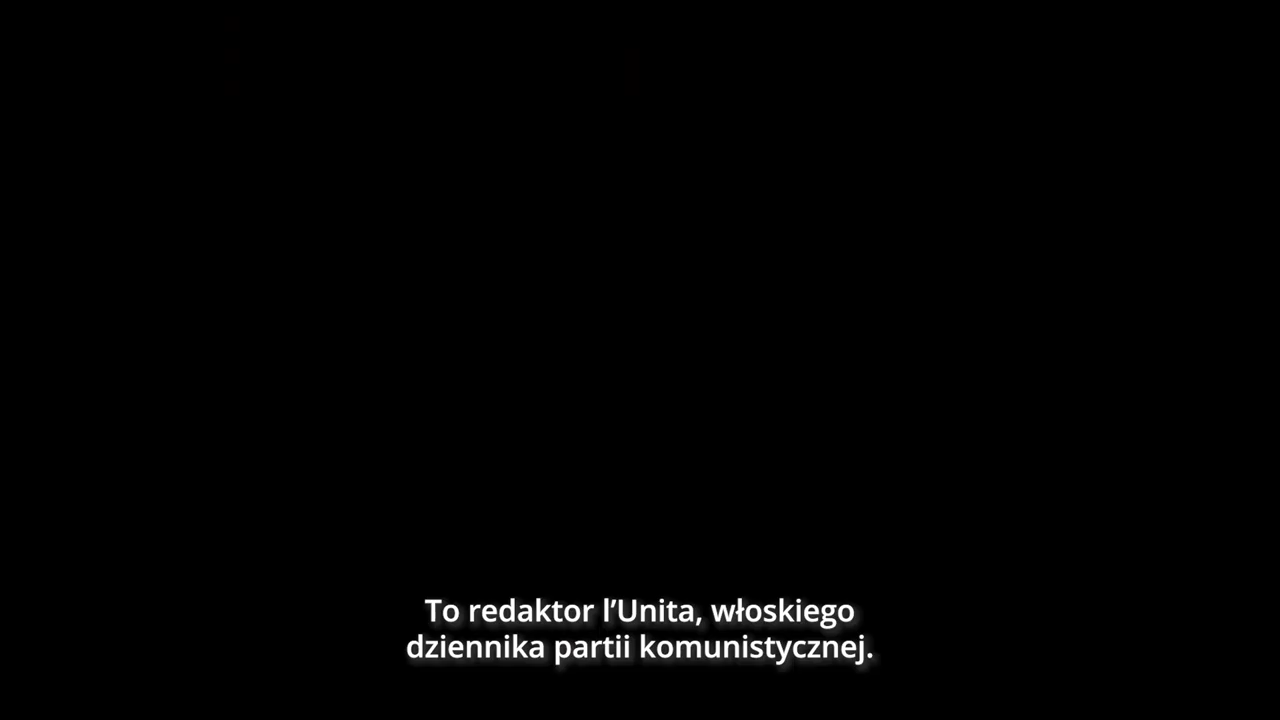 To redaktor l’Unita, włoskiego
dziennika partii komunistycznej.